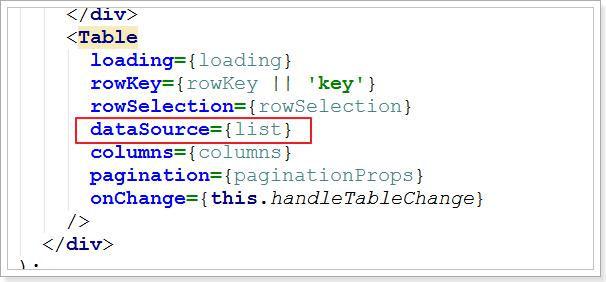 </div>
<Table
loading={loading}
rowKey={rowKey || 'key'}
rowSelection={rowSelection}
dataSource={list}
columns={columns}
pagination={paginationProps}
onChange={this.handleTableChange}
/>
</div>
);